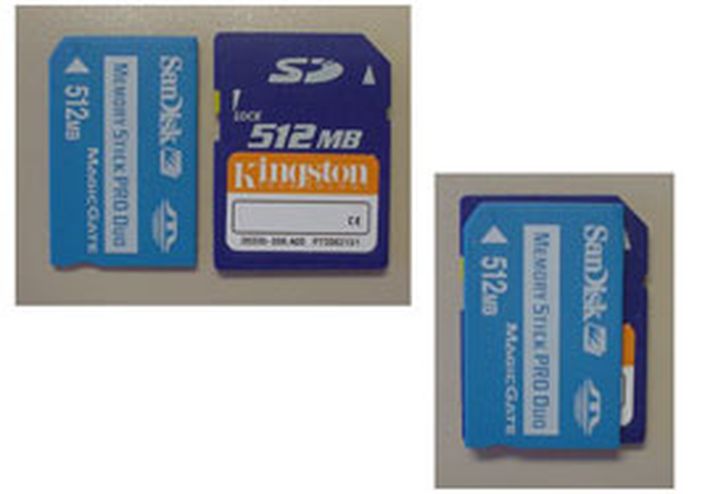 SanDisk
MEMORY STICK PRO DUO
512MB
MAGICGATE
SD
LOCK
512MB
Kingston
CE
SanDisk
MEMORY STICK PRO DUO
512MB
MAGICGATE